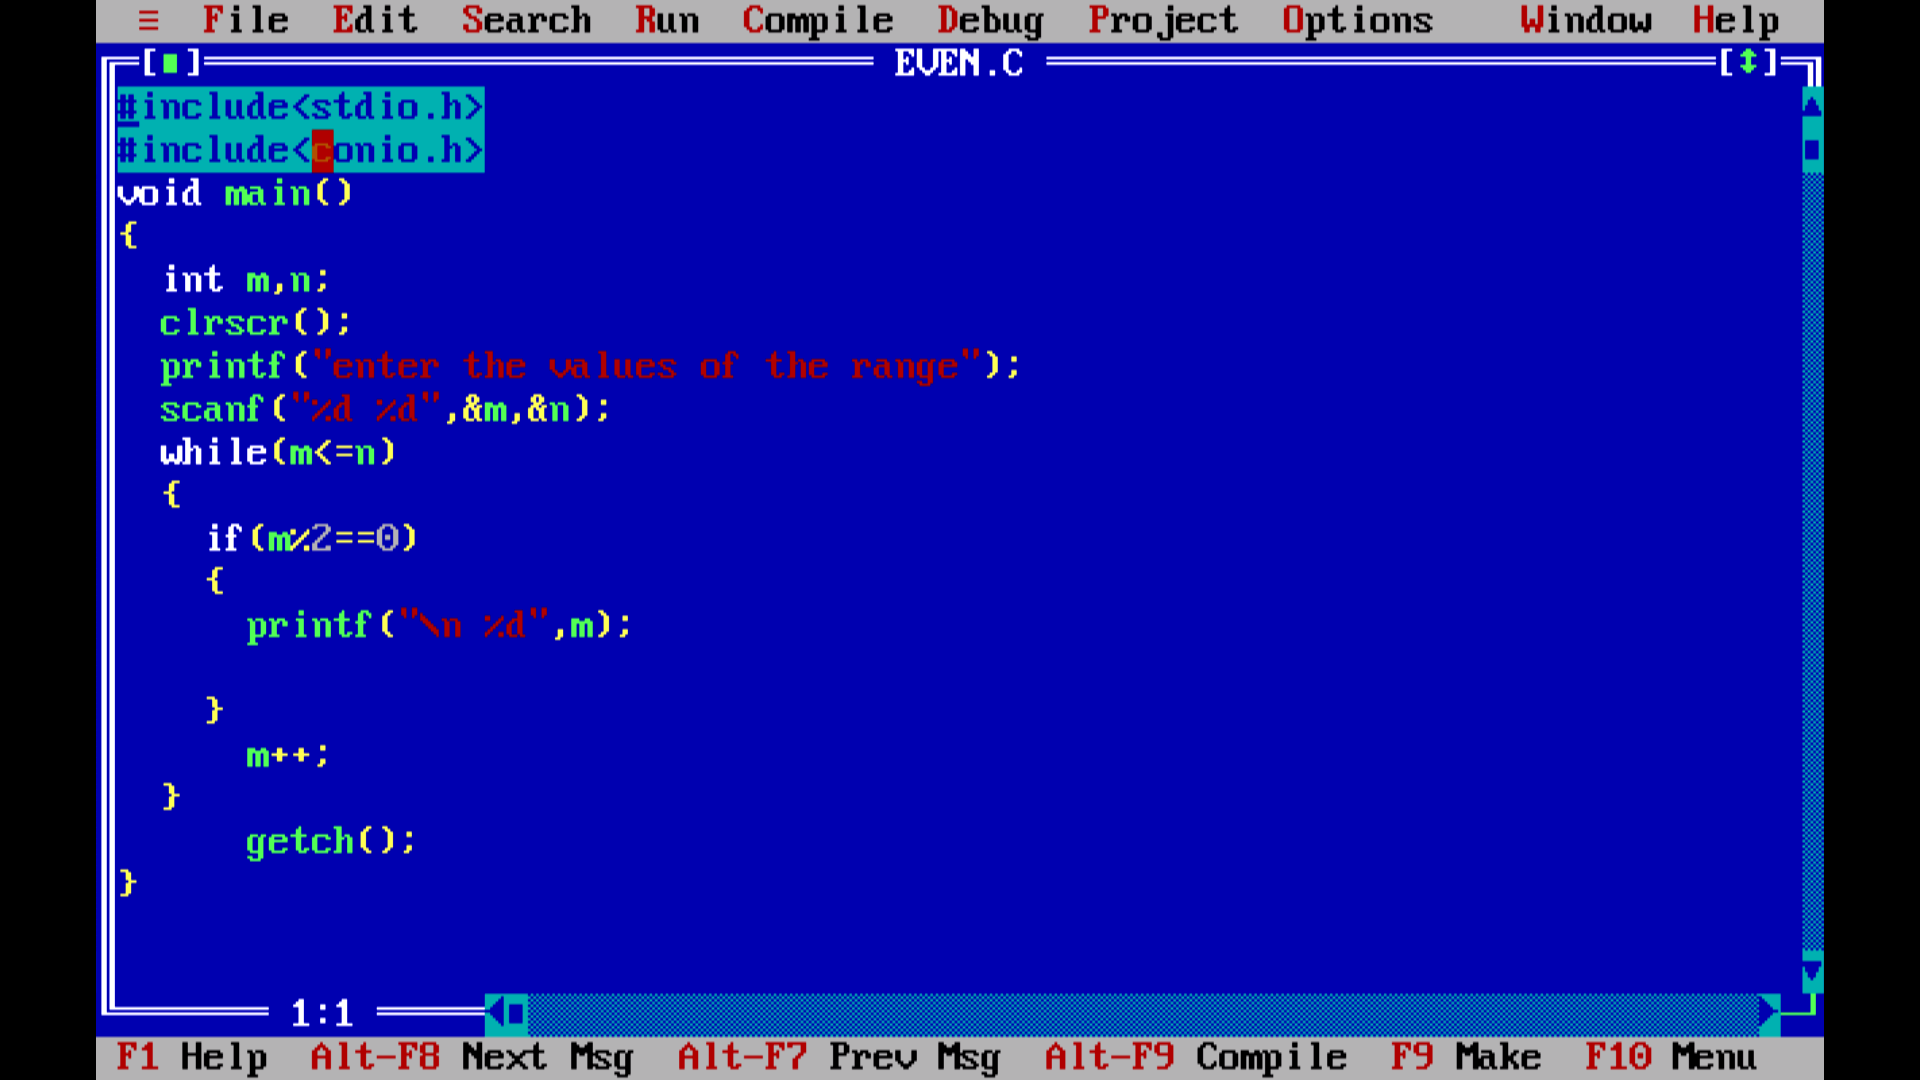 ≡ File Edit Search Run Compile Debug Project Options Window Help
[■] EVEN.C [↕]
#include<stdio.h>
#include<conio.h>
void main()
{
int m,n;
clrscr();
printf("enter the values of the range");
scanf("%d %d",&m,&n);
while(m<=n)
{
if(m%2==0)
{
printf("\n %d",m);
}
m++;
}
getch();
}
1:1
F1 Help Alt-F8 Next Msg Alt-F7 Prev Msg Alt-F9 Compile F9 Make F10 Menu